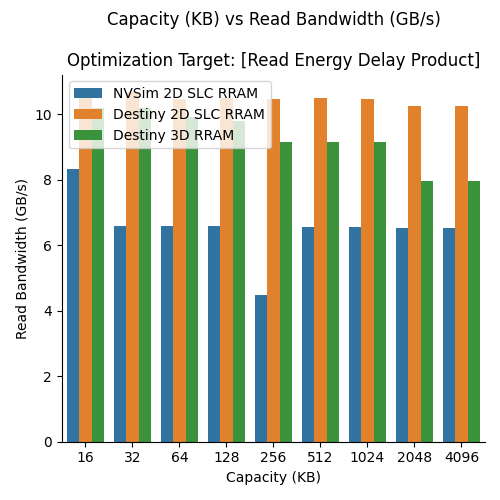 Capacity (KB) vs Read Bandwidth (GB/s)
Optimization Target: [Read Energy Delay Product]
NVSim 2D SLC RRAM
Destiny 2D SLC RRAM
Destiny 3D RRAM
10
8
6
4
2
0
Read Bandwidth (GB/s)
16 32 64 128 256 512 1024 2048 4096
Capacity (KB)